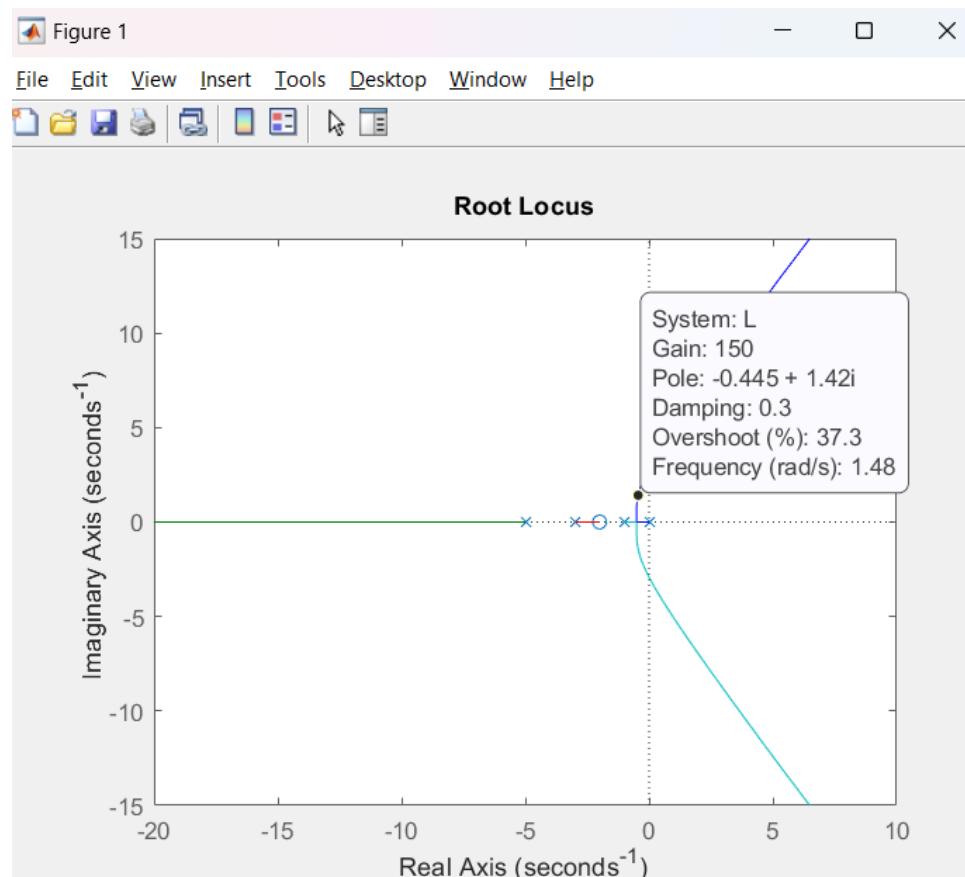 Figure 1
File Edit View Insert Tools Desktop Window Help
Root Locus
System: L
Gain: 150
Pole: -0.445 + 1.42i
Damping: 0.3
Overshoot (%): 37.3
Frequency (rad/s): 1.48
Imaginary Axis (seconds⁻¹)
15
10
5
0
-5
-10
-15
-20 -15 -10 -5 0 5 10
Real Axis (seconds⁻¹)